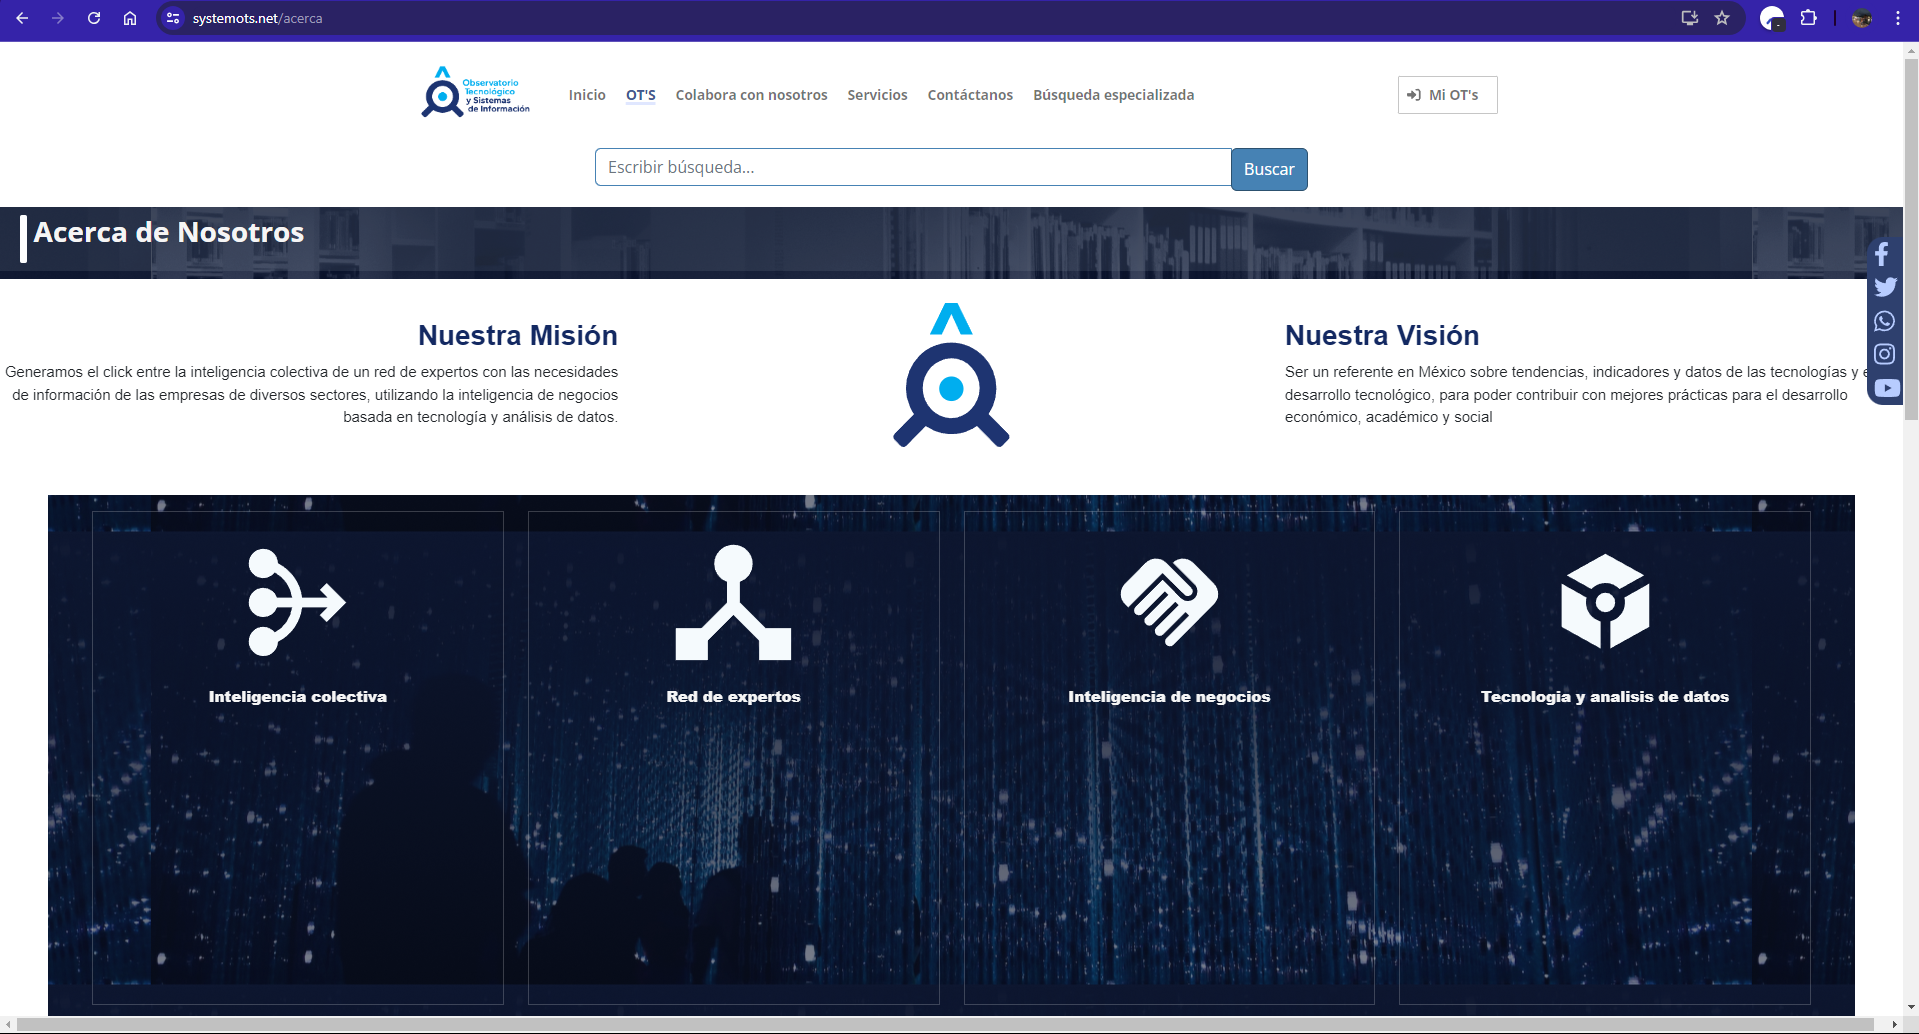 systemots.net/acerca
Observatorio
Tecnológico
y Sistemas
de Información
Inicio
OT'S
Colabora con nosotros
Servicios
Contáctanos
Búsqueda especializada
Mi OT's
Escribir búsqueda...
Buscar
Acerca de Nosotros
Nuestra Misión
Generamos el click entre la inteligencia colectiva de un red de expertos con las necesidades
de información de las empresas de diversos sectores, utilizando la inteligencia de negocios
basada en tecnología y análisis de datos.
Nuestra Visión
Ser un referente en México sobre tendencias, indicadores y datos de las tecnologías y
desarrollo tecnológico, para poder contribuir con mejores prácticas para el desarrollo
económico, académico y social
Inteligencia colectiva
Red de expertos
Inteligencia de negocios
Tecnologia y analisis de datos